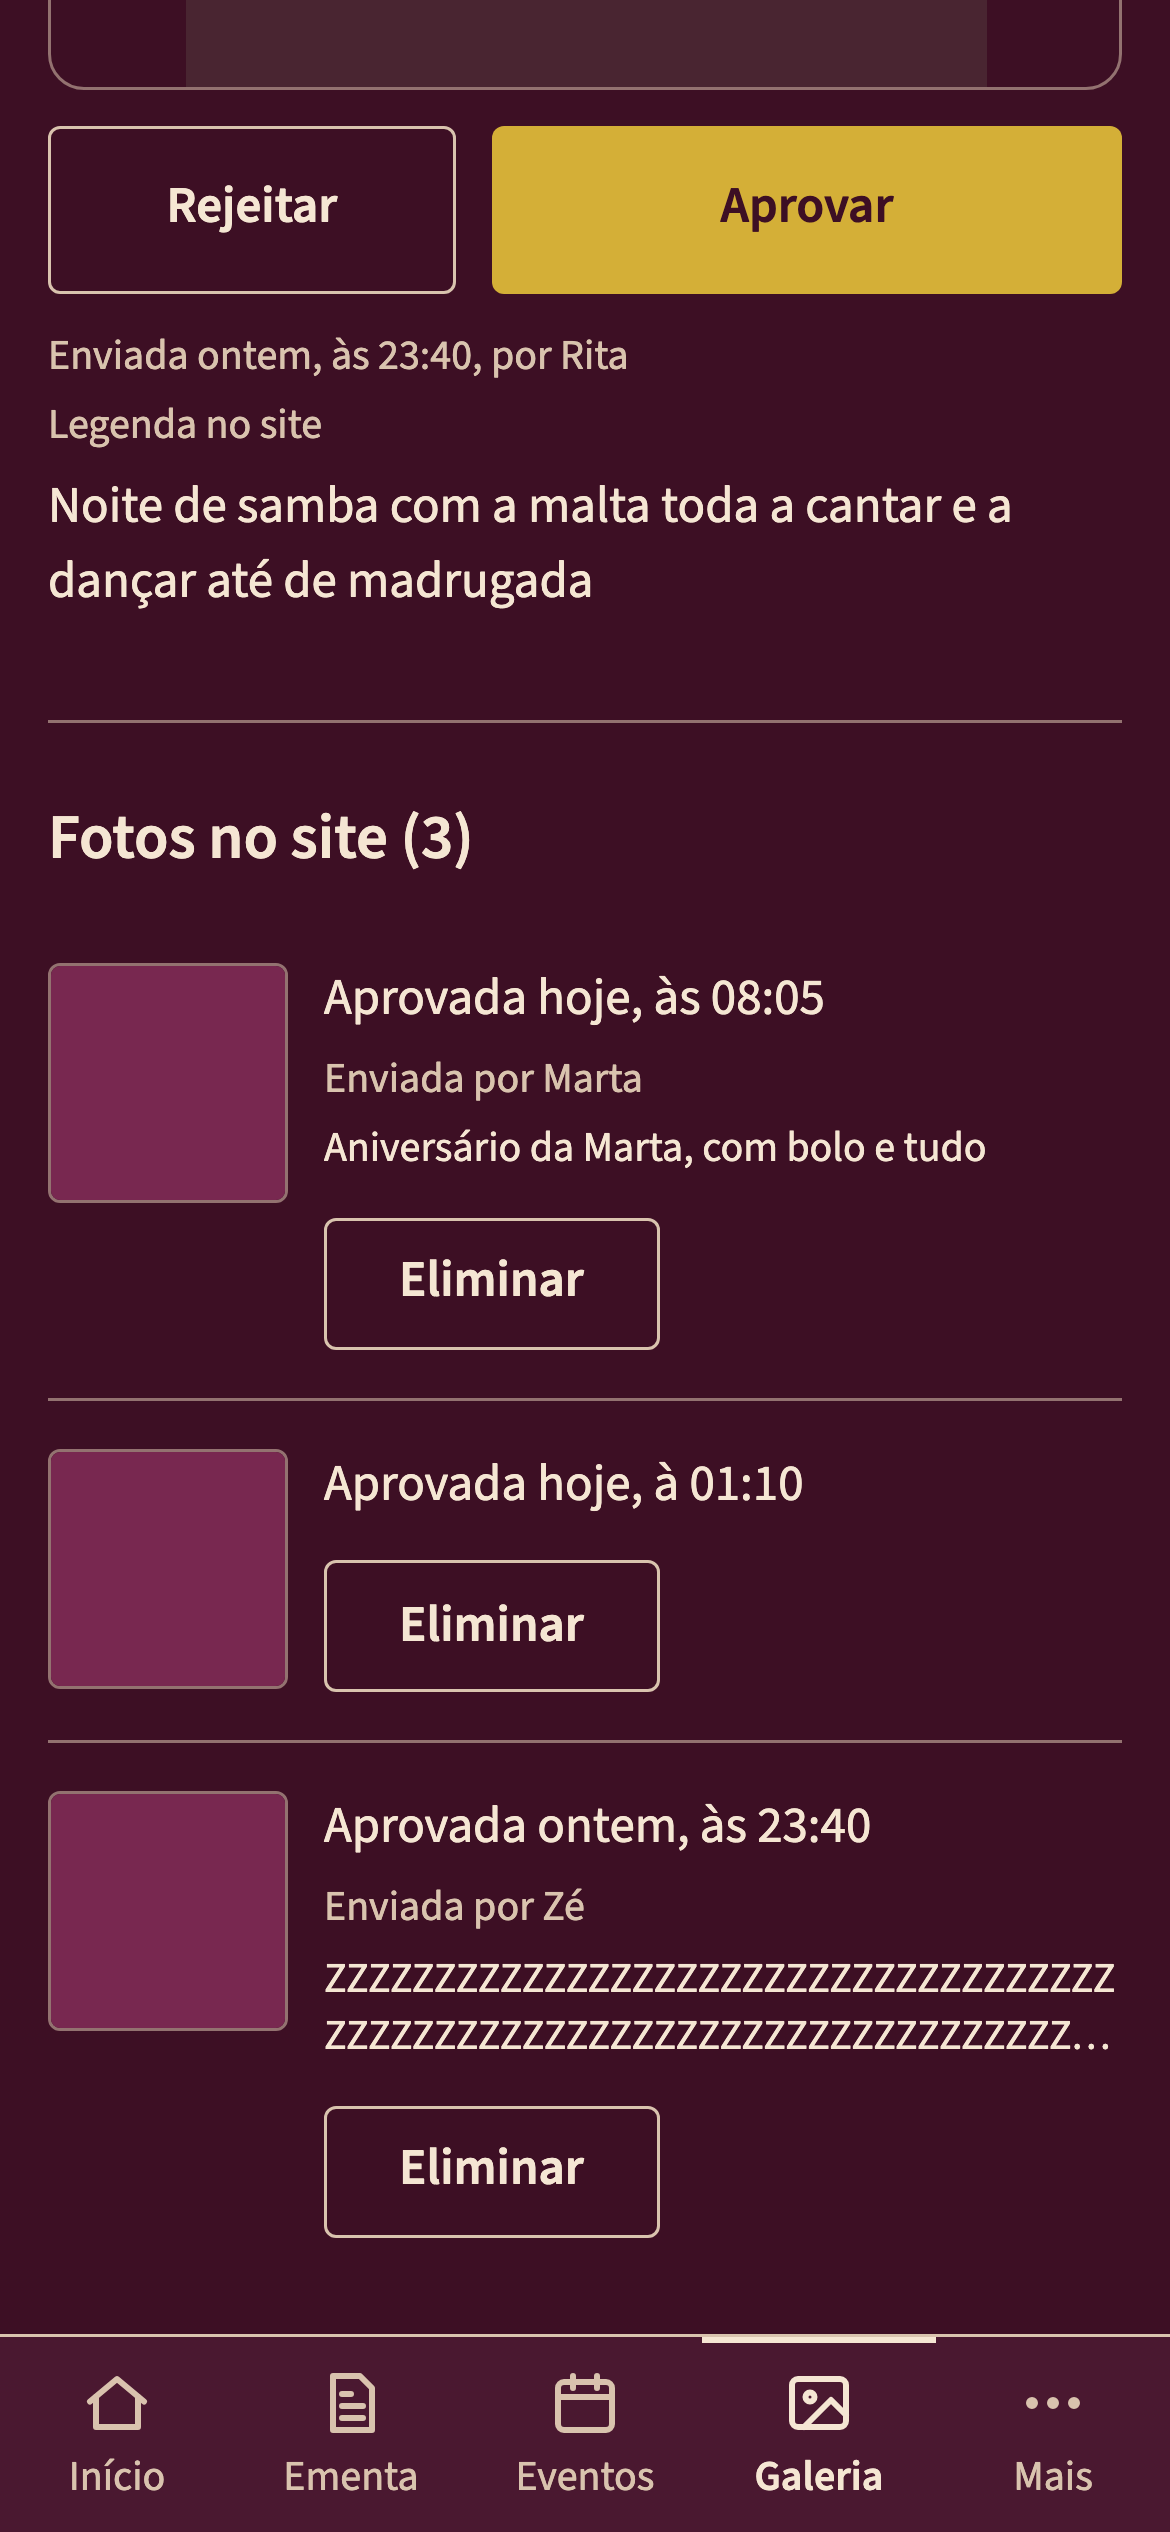 Rejeitar
Aprovar
Enviada ontem, às 23:40, por Rita
Legenda no site
Noite de samba com a malta toda a cantar e a
dançar até de madrugada
Fotos no site (3)
Aprovada hoje, às 08:05
Enviada por Marta
Aniversário da Marta, com bolo e tudo
Eliminar
Aprovada hoje, à 01:10
Eliminar
Aprovada ontem, às 23:40
Enviada por Zé
ZZZZZZZZZZZZZZZZZZZZZZZZZZZZZZZZZZZZ
ZZZZZZZZZZZZZZZZZZZZZZZZZZZZZZZZZZ…
Eliminar
Início
Ementa
Eventos
Galeria
Mais